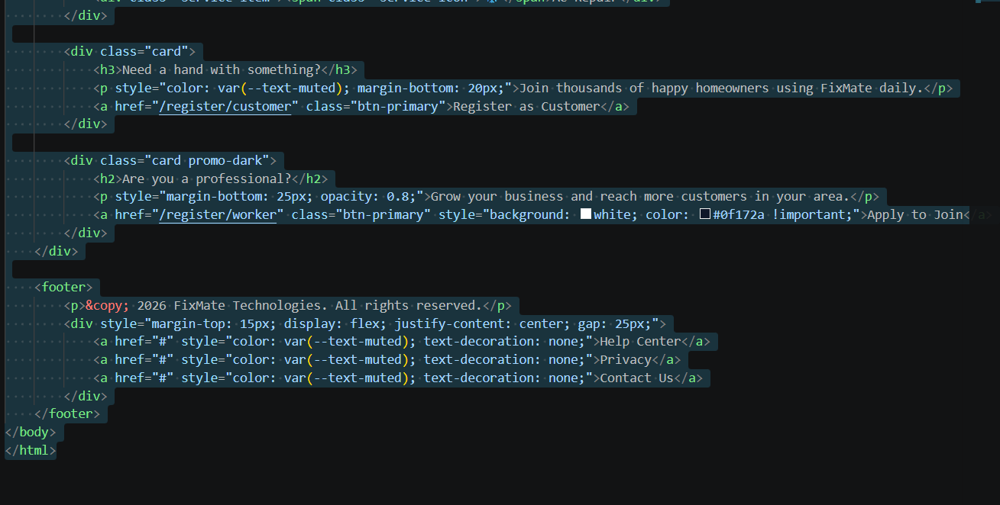 </div>
<div class="card">
<h3>Need a hand with something?</h3>
<p style="color: var(--text-muted); margin-bottom: 20px;">Join thousands of happy homeowners using FixMate daily.</p>
<a href="/register/customer" class="btn-primary">Register as Customer</a>
</div>
<div class="card promo-dark">
<h2>Are you a professional?</h2>
<p style="margin-bottom: 25px; opacity: 0.8;">Grow your business and reach more customers in your area.</p>
<a href="/register/worker" class="btn-primary" style="background: white; color: #0f172a !important;">Apply to Join</a>
</div>
</div>
<footer>
<p>&copy; 2026 FixMate Technologies. All rights reserved.</p>
<div style="margin-top: 15px; display: flex; justify-content: center; gap: 25px;">
<a href="#" style="color: var(--text-muted); text-decoration: none;">Help Center</a>
<a href="#" style="color: var(--text-muted); text-decoration: none;">Privacy</a>
<a href="#" style="color: var(--text-muted); text-decoration: none;">Contact Us</a>
</div>
</footer>
</body>
</html>